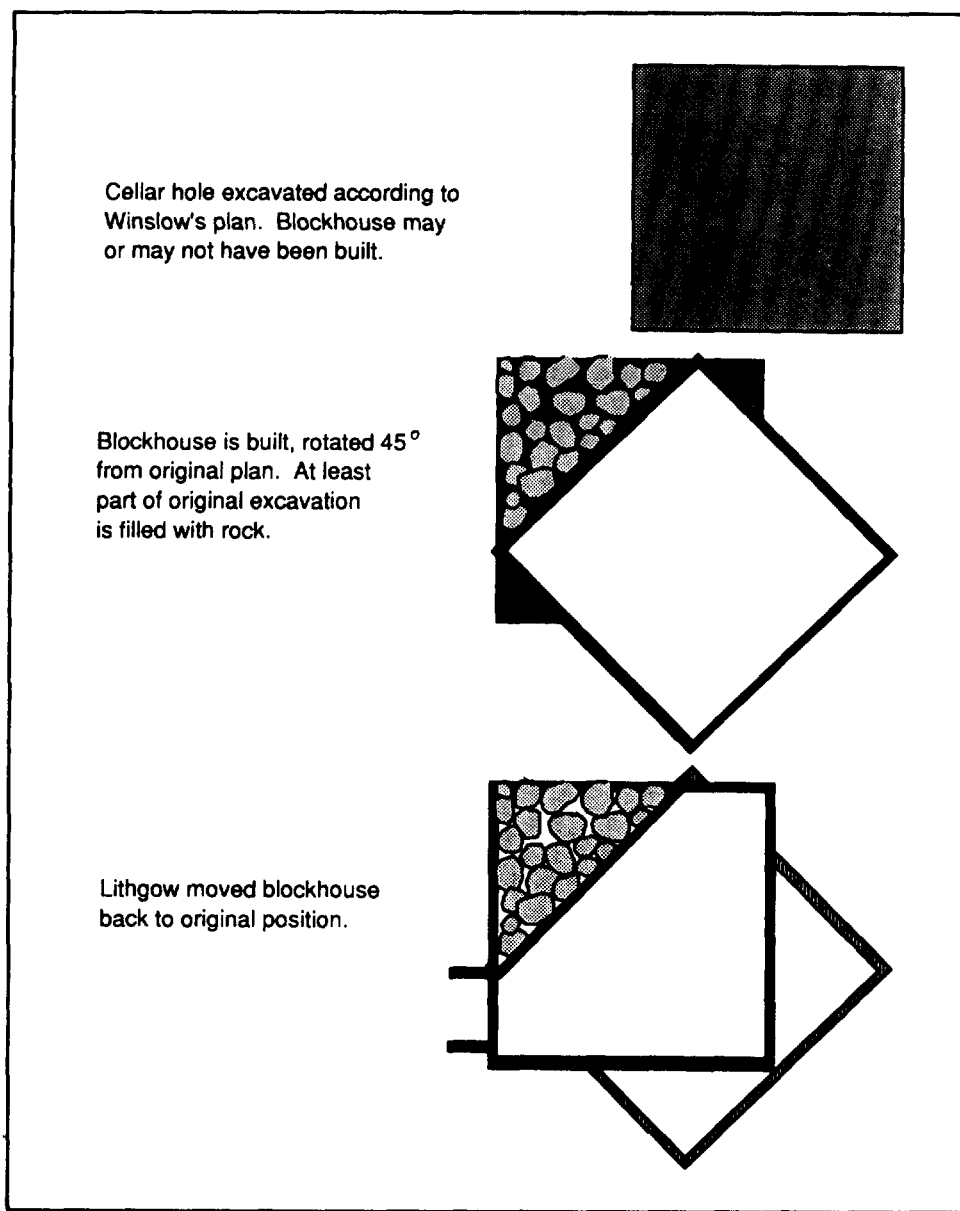 Cellar hole excavated according to
Winslow's plan. Blockhouse may
or may not have been built.
Blockhouse is built, rotated 45°
from original plan. At least
part of original excavation
is filled with rock.
Lithgow moved blockhouse
back to original position.